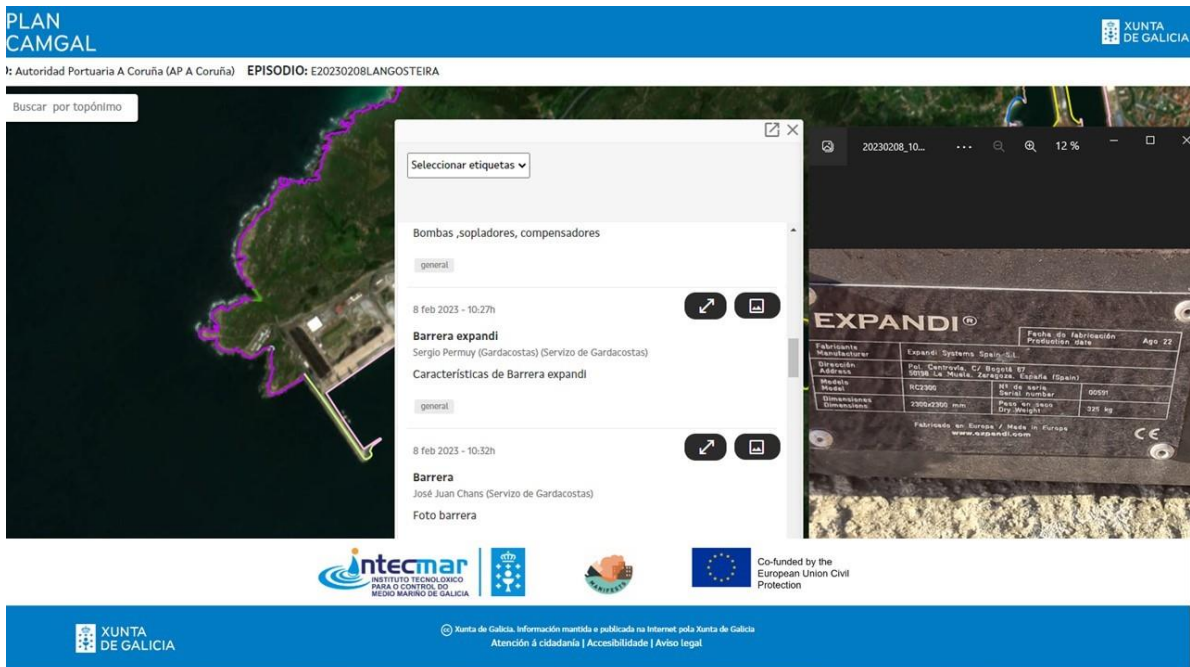 PLAN
CAMGAL
XUNTA
DE GALICIA
: Autoridad Portuaria A Coruña (AP A Coruña) EPISODIO: E20230208LANGOSTEIRA
Buscar por topónimo
Seleccionar etiquetas
20230208_10... ... 12 %
Bombas ,sopladores, compensadores
general
8 feb 2023 - 10:27h
Barrera expandi
Sergio Permuy (Gardacostas) (Servizo de Gardacostas)
Características de Barrera expandi
general
8 feb 2023 - 10:32h
Barrera
José Juan Chans (Servizo de Gardacostas)
Foto barrera
EXPANDI®
Fecha de fabricación
Production date
Ago 22
Fabricante
Manufacturer
Expandi Systems Spain S.L.
Dirección
Address
Pol. Centrovía, C/ Bogotá 67
50198 La Muela, Zaragoza, España (Spain)
Modelo
Model
RC2300
Nº de serie
Serial number
00591
Dimensiones
Dimensions
2300x2300 mm
Peso en seco
Dry Weight
325 kg
Fabricado en Europa / Made in Europe
www.expandi.com
CE
intecmar
INSTITUTO TECNOLOXICO
PARA O CONTROL DO
MEDIO MARIÑO DE GALICIA
MANIFESTS
Co-funded by the
European Union Civil
Protection
XUNTA
DE GALICIA
Xunta de Galicia. Información mantida e publicada na Internet pola Xunta de Galicia
Atención á cidadanía | Accesibilidade | Aviso legal